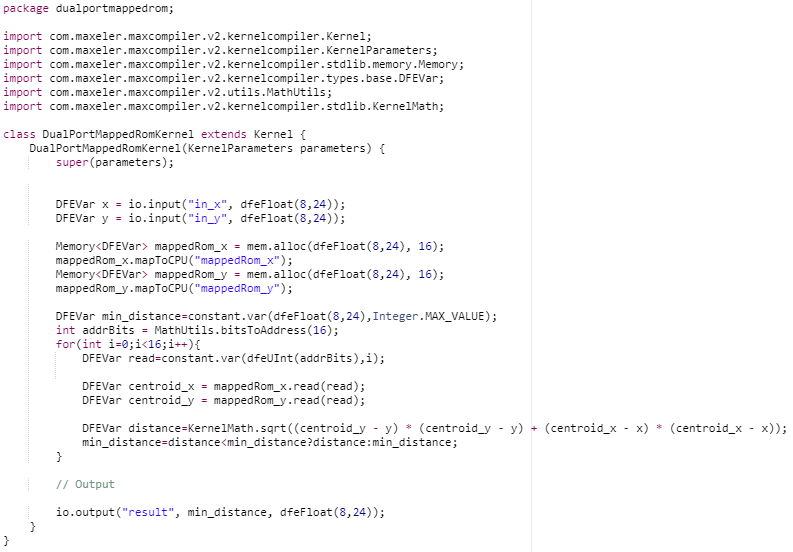 package dualportmappedrom;
import com.maxeler.maxcompiler.v2.kernelcompiler.Kernel;
import com.maxeler.maxcompiler.v2.kernelcompiler.KernelParameters;
import com.maxeler.maxcompiler.v2.kernelcompiler.stdlib.memory.Memory;
import com.maxeler.maxcompiler.v2.kernelcompiler.types.base.DFEVar;
import com.maxeler.maxcompiler.v2.utils.MathUtils;
import com.maxeler.maxcompiler.v2.kernelcompiler.stdlib.KernelMath;
class DualPortMappedRomKernel extends Kernel {
DualPortMappedRomKernel(KernelParameters parameters) {
super(parameters);
DFEVar x = io.input("in_x", dfeFloat(8,24));
DFEVar y = io.input("in_y", dfeFloat(8,24));
Memory<DFEVar> mappedRom_x = mem.alloc(dfeFloat(8,24), 16);
mappedRom_x.mapToCPU("mappedRom_x");
Memory<DFEVar> mappedRom_y = mem.alloc(dfeFloat(8,24), 16);
mappedRom_y.mapToCPU("mappedRom_y");
DFEVar min_distance=constant.var(dfeFloat(8,24),Integer.MAX_VALUE);
int addrBits = MathUtils.bitsToAddress(16);
for(int i=0;i<16;i++){
DFEVar read=constant.var(dfeUInt(addrBits),i);
DFEVar centroid_x = mappedRom_x.read(read);
DFEVar centroid_y = mappedRom_y.read(read);
DFEVar distance=KernelMath.sqrt((centroid_y - y) * (centroid_y - y) + (centroid_x - x) * (centroid_x - x));
min_distance=distance<min_distance?distance:min_distance;
}
// Output
io.output("result", min_distance, dfeFloat(8,24));
}
}